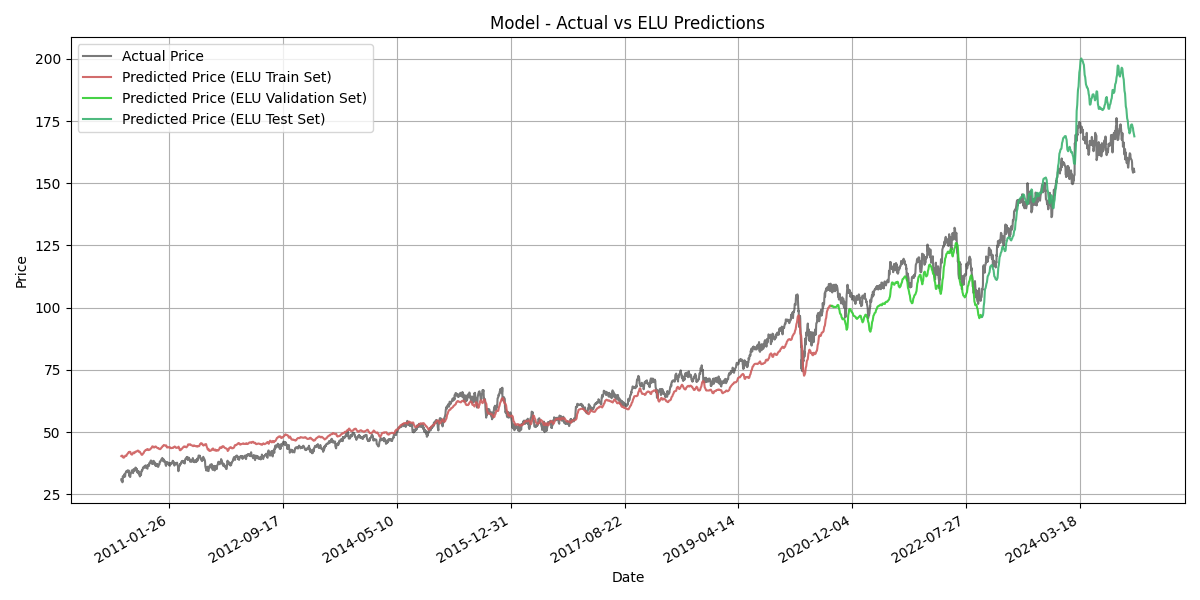 Model - Actual vs ELU Predictions
Actual Price
Predicted Price (ELU Train Set)
Predicted Price (ELU Validation Set)
Predicted Price (ELU Test Set)
200
175
150
125
100
75
50
25
Price
2011-01-26
2012-09-17
2014-05-10
2015-12-31
2017-08-22
2019-04-14
2020-12-04
2022-07-27
2024-03-18
Date